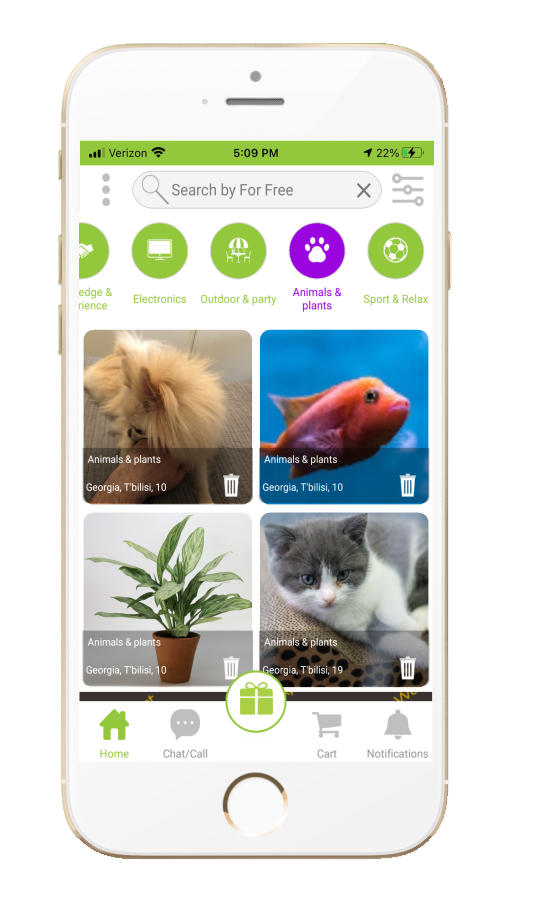 Verizon 5:09 PM 22%
Search by For Free
edge &
rience
Electronics
Outdoor & party
Animals &
plants
Sport & Relax
Animals & plants
Georgia, T'bilisi, 10
Animals & plants
Georgia, T'bilisi, 10
Animals & plants
Georgia, T'bilisi, 10
Animals & plants
Georgia, T'bilisi, 19
Home
Chat/Call
Cart
Notifications